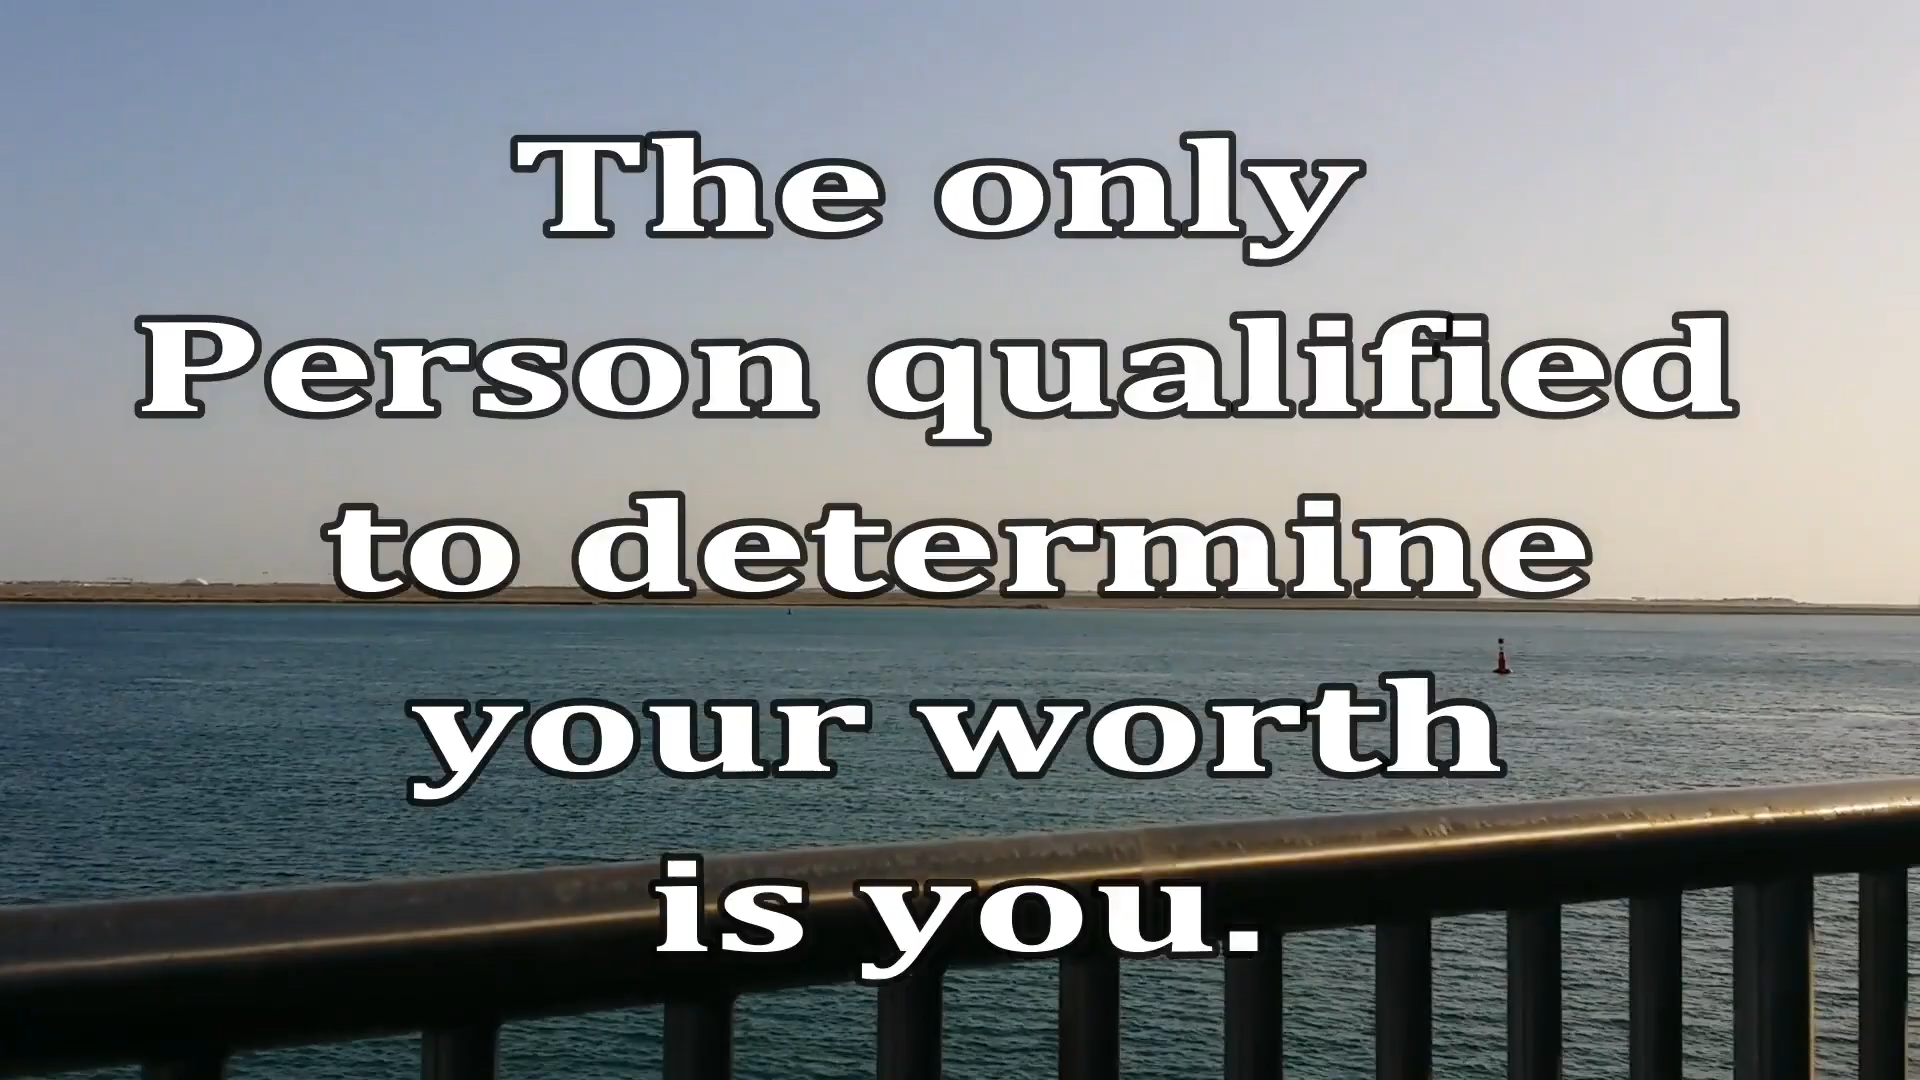 The only
Person qualified
to determine
your worth
is you.